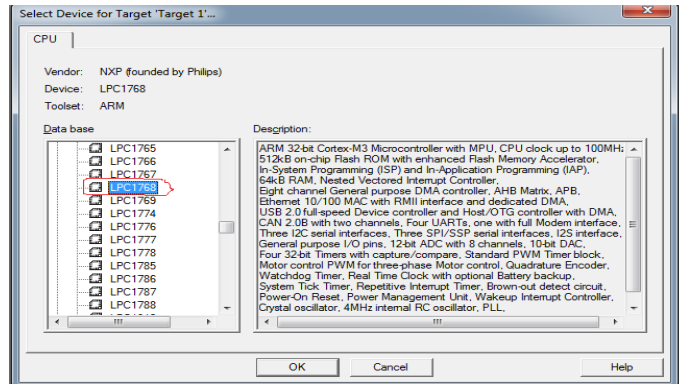 Select Device for Target 'Target 1'...
CPU
Vendor: NXP (founded by Philips)
Device: LPC1768
Toolset: ARM
Data base
LPC1765
LPC1766
LPC1767
LPC1768
LPC1769
LPC1774
LPC1776
LPC1777
LPC1778
LPC1785
LPC1786
LPC1787
LPC1788
Description:
ARM 32-bit Cortex-M3 Microcontroller with MPU, CPU clock up to 100MHz
512kB on-chip Flash ROM with enhanced Flash Memory Accelerator,
In-System Programming (ISP) and In-Application Programming (IAP),
64kB RAM, Nested Vectored Interrupt Controller,
Eight channel General purpose DMA controller, AHB Matrix, APB,
Ethernet 10/100 MAC with RMII interface and dedicated DMA,
USB 2.0 full-speed Device controller and Host/OTG controller with DMA,
CAN 2.0B with two channels, Four UARTs, one with full Modem interface,
Three I2C serial interfaces, Three SPI/SSP serial interfaces, I2S interface,
General purpose I/O pins, 12-bit ADC with 8 channels, 10-bit DAC,
Four 32-bit Timers with capture/compare, Standard PWM Timer block,
Motor control PWM for three-phase Motor control, Quadrature Encoder,
Watchdog Timer, Real Time Clock with optional Battery backup,
System Tick Timer, Repetitive Interrupt Timer, Brown-out detect circuit,
Power-On Reset, Power Management Unit, Wakeup Interrupt Controller,
Crystal oscillator, 4MHz internal RC oscillator, PLL,
OK
Cancel
Help